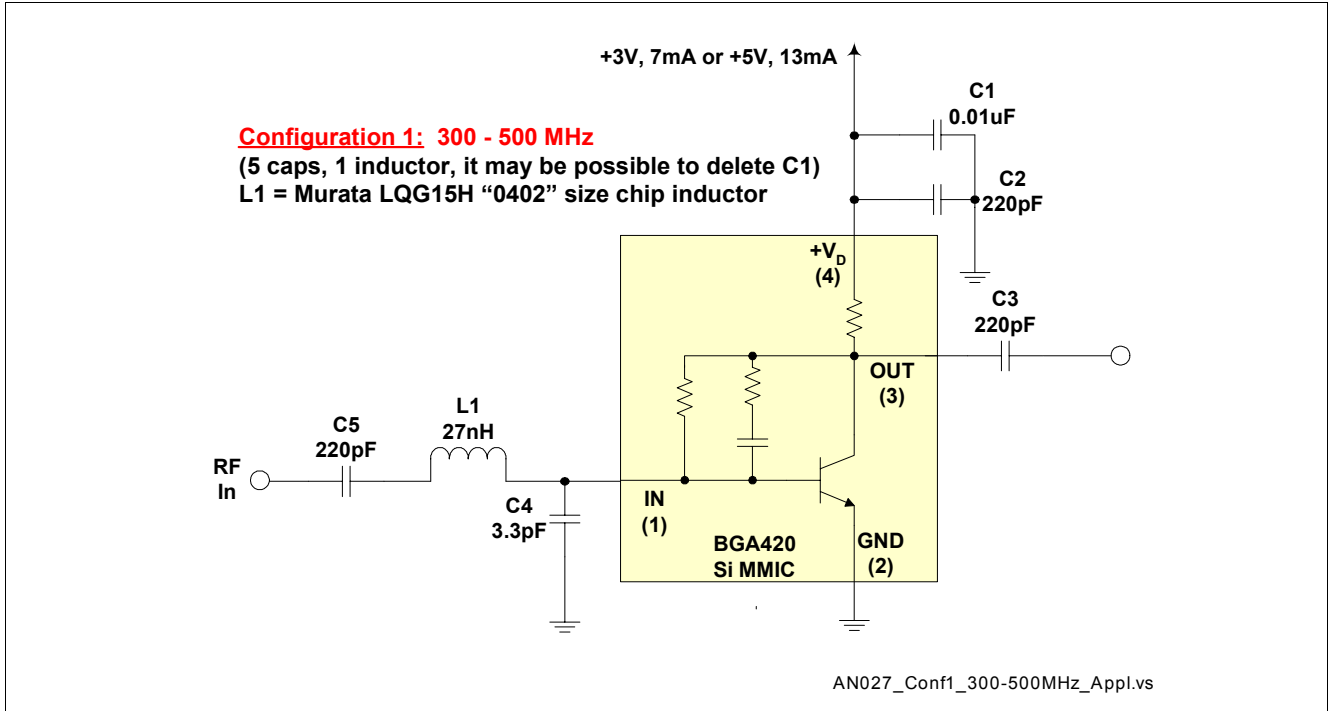 +3V, 7mA or +5V, 13mA
C1
0.01uF
Configuration 1: 300 - 500 MHz
(5 caps, 1 inductor, it may be possible to delete C1)
L1 = Murata LQG15H “0402” size chip inductor
C2
220pF
+VD
(4)
C3
220pF
OUT
(3)
L1
27nH
C5
220pF
RF
In
C4
3.3pF
IN
(1)
BGA420
Si MMIC
GND
(2)
AN027_Conf1_300-500MHz_Appl.vs